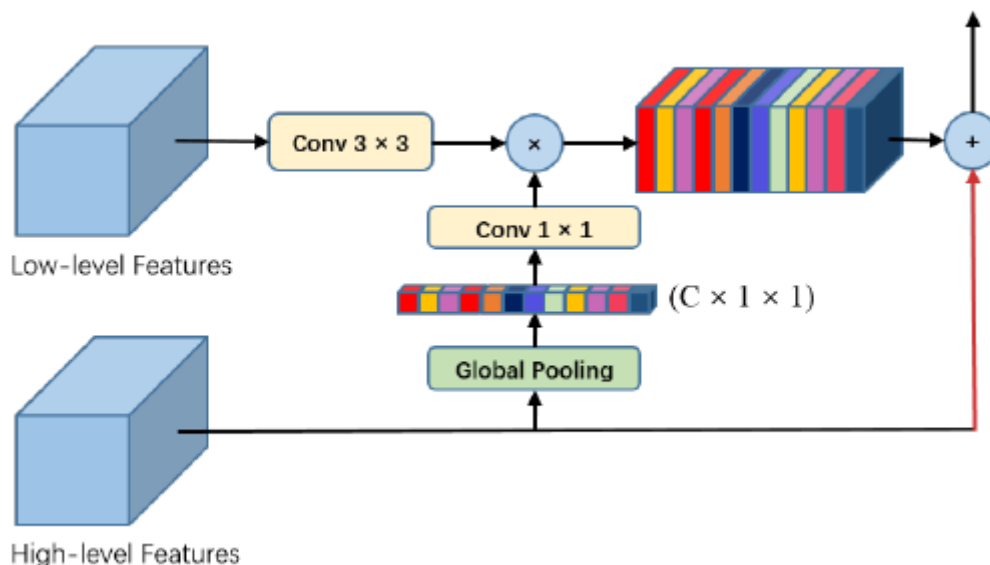 Conv 3 × 3
×
+
Conv 1 × 1
Low-level Features
(C × 1 × 1)
Global Pooling
High-level Features